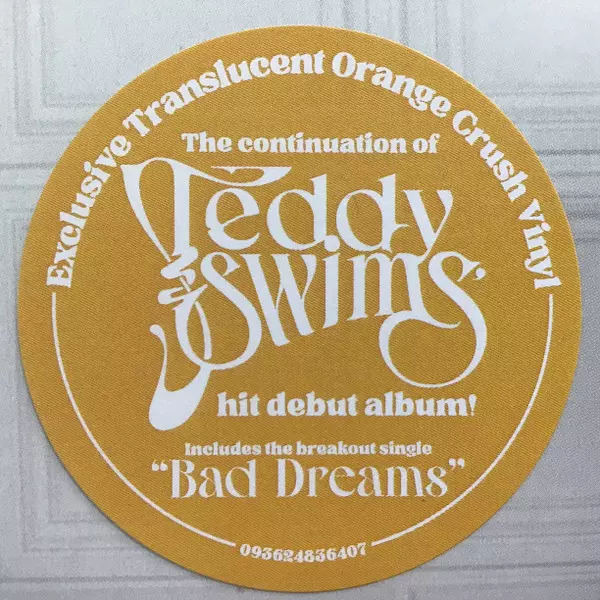 Exclusive Translucent Orange Crush Vinyl
The continuation of
Teddy
Swims
hit debut album!
Includes the breakout single
“Bad Dreams”
093624836407